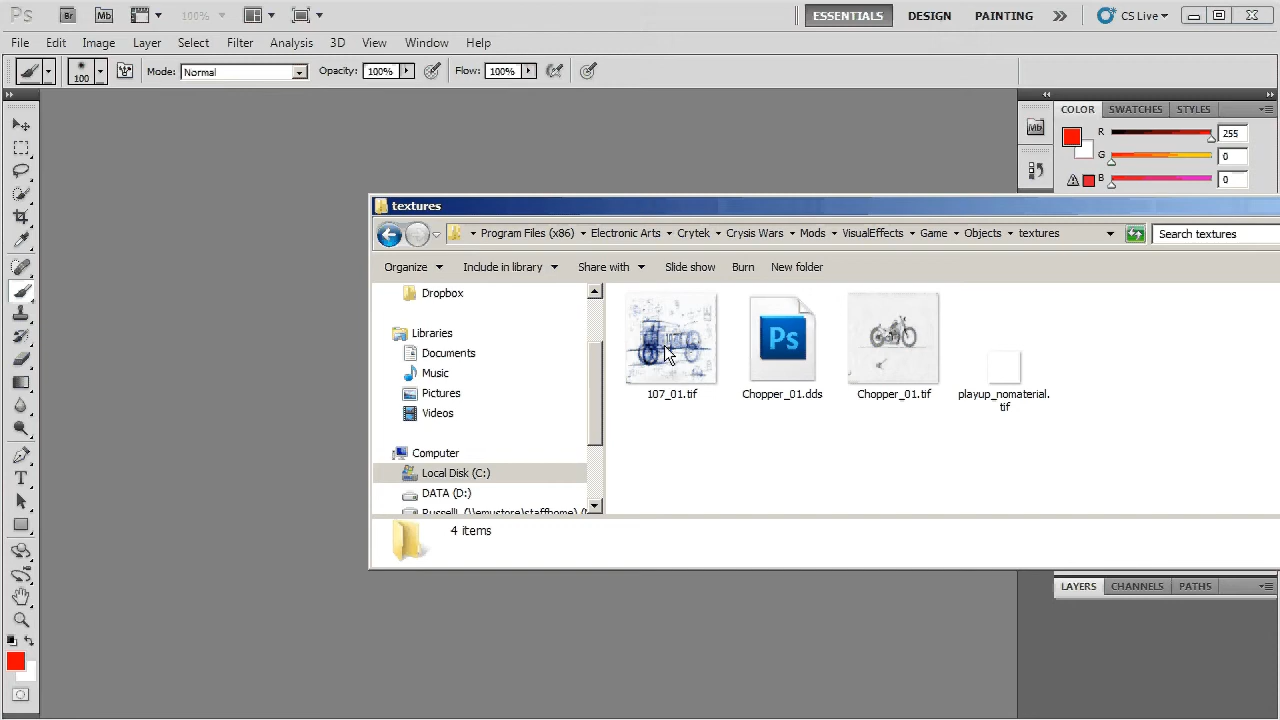 Ps Br Mb 100% ESSENTIALS DESIGN PAINTING CS Live
File Edit Image Layer Select Filter Analysis 3D View Window Help
100 Mode: Normal Opacity: 100% Flow: 100%
COLOR SWATCHES STYLES
Mb
R 255
G 0
B 0
textures
Program Files (x86) Electronic Arts Crytek Crysis Wars Mods VisualEffects Game Objects textures Search textures
Organize Include in library Share with Slide show Burn New folder
Dropbox
Libraries
Documents
Music
Pictures
Videos
Computer
Local Disk (C:)
DATA (D:)
Ps
107_01.tif Chopper_01.dds Chopper_01.tif playup_nomaterial.
tif
4 items
LAYERS CHANNELS PATHS
T